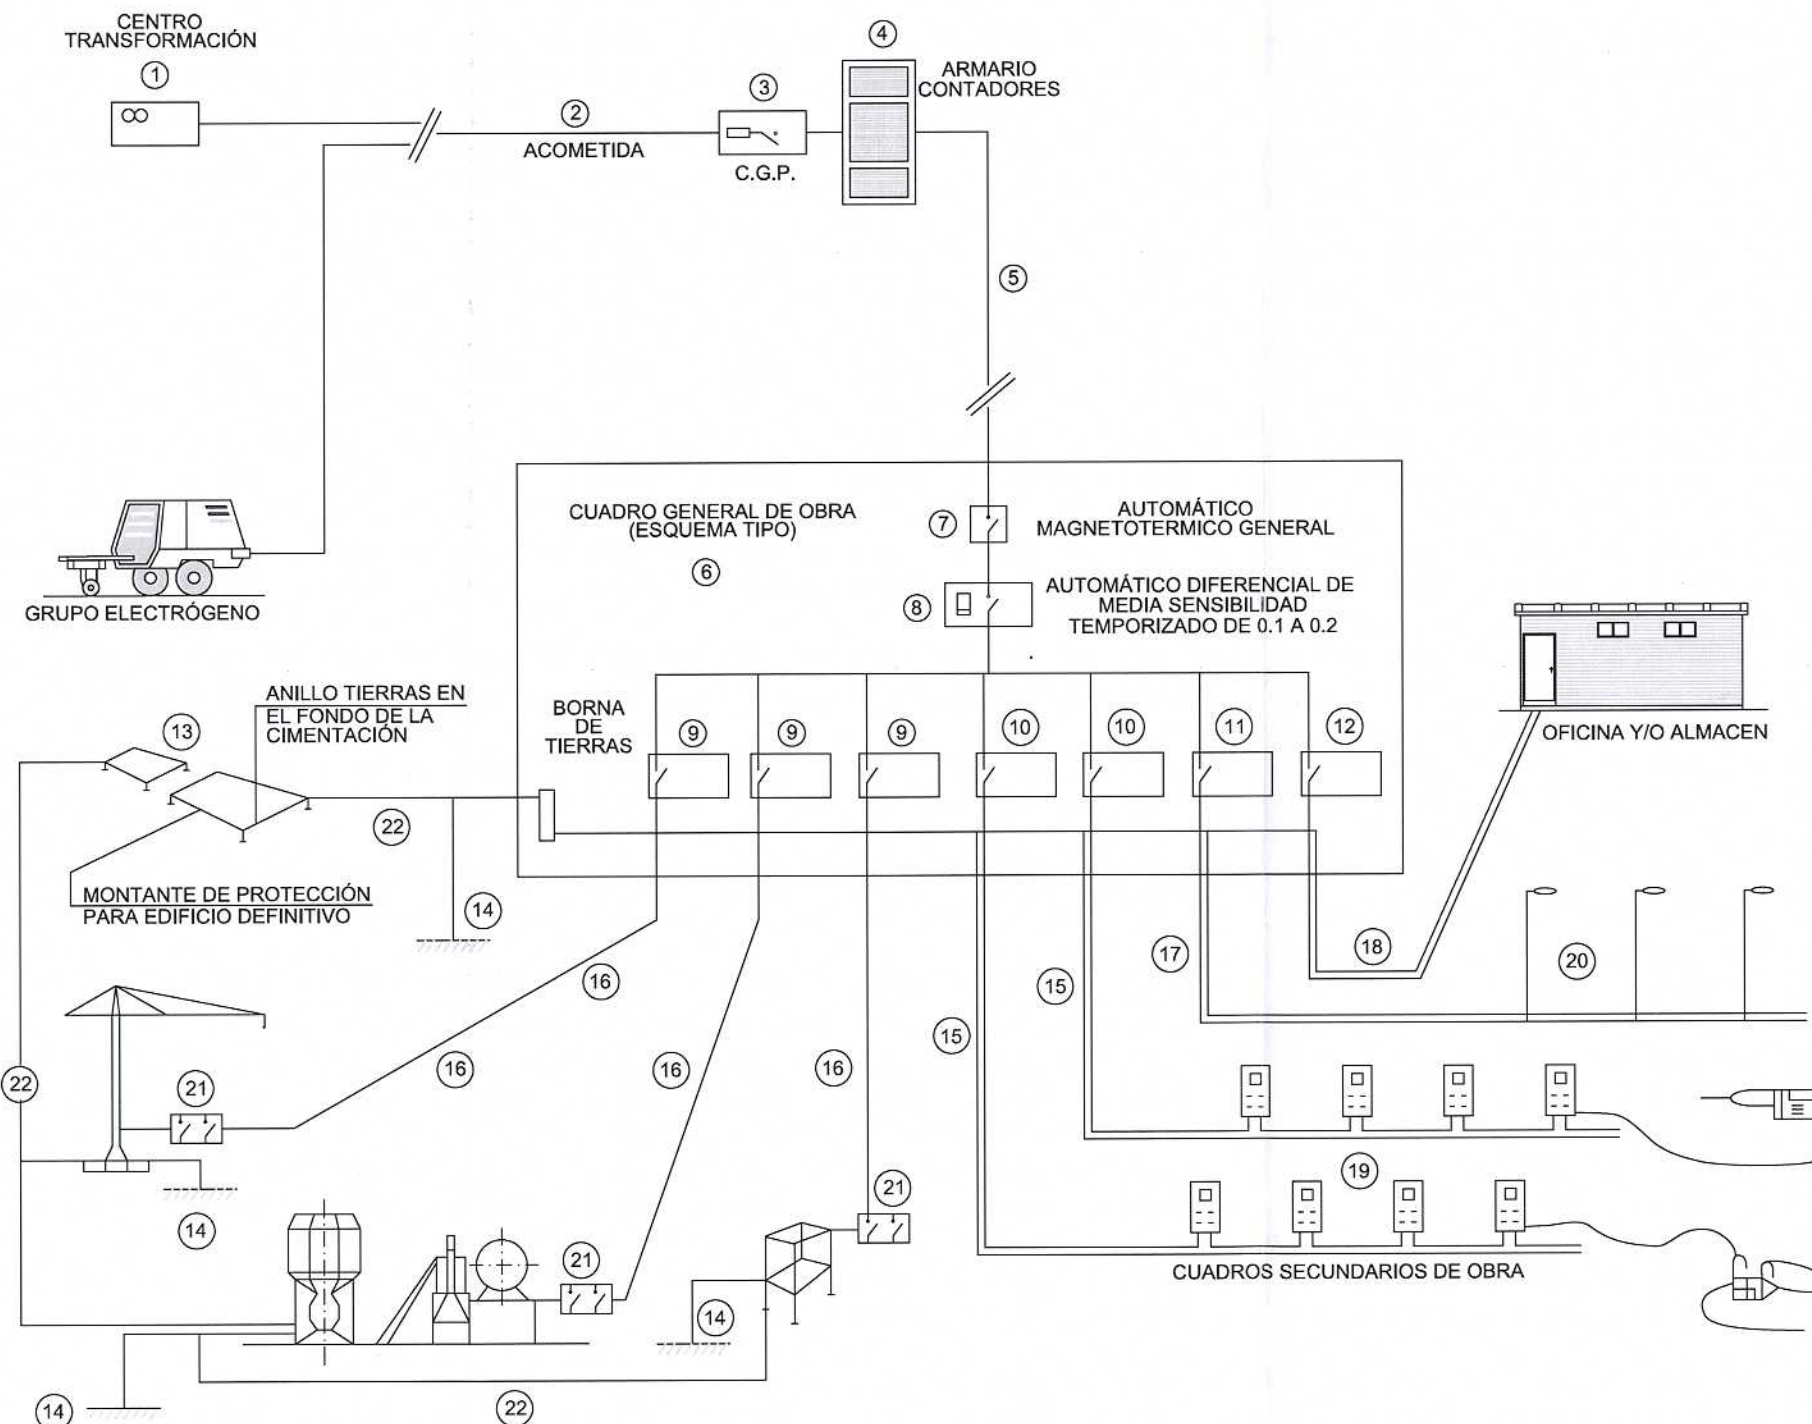 CENTRO
TRANSFORMACIÓN
1
2
ACOMETIDA
3
C.G.P.
4
ARMARIO
CONTADORES
5
GRUPO ELECTRÓGENO
CUADRO GENERAL DE OBRA
(ESQUEMA TIPO)
6
7
AUTOMÁTICO
MAGNETOTERMICO GENERAL
8
AUTOMÁTICO DIFERENCIAL DE
MEDIA SENSIBILIDAD
TEMPORIZADO DE 0.1 A 0.2
BORNA
DE
TIERRAS
9
9
9
10
10
11
12
OFICINA Y/O ALMACEN
ANILLO TIERRAS EN
EL FONDO DE LA
CIMENTACIÓN
13
22
MONTANTE DE PROTECCIÓN
PARA EDIFICIO DEFINITIVO
14
16
16
16
16
15
15
17
18
20
22
21
14
21
21
14
19
CUADROS SECUNDARIOS DE OBRA
14
22